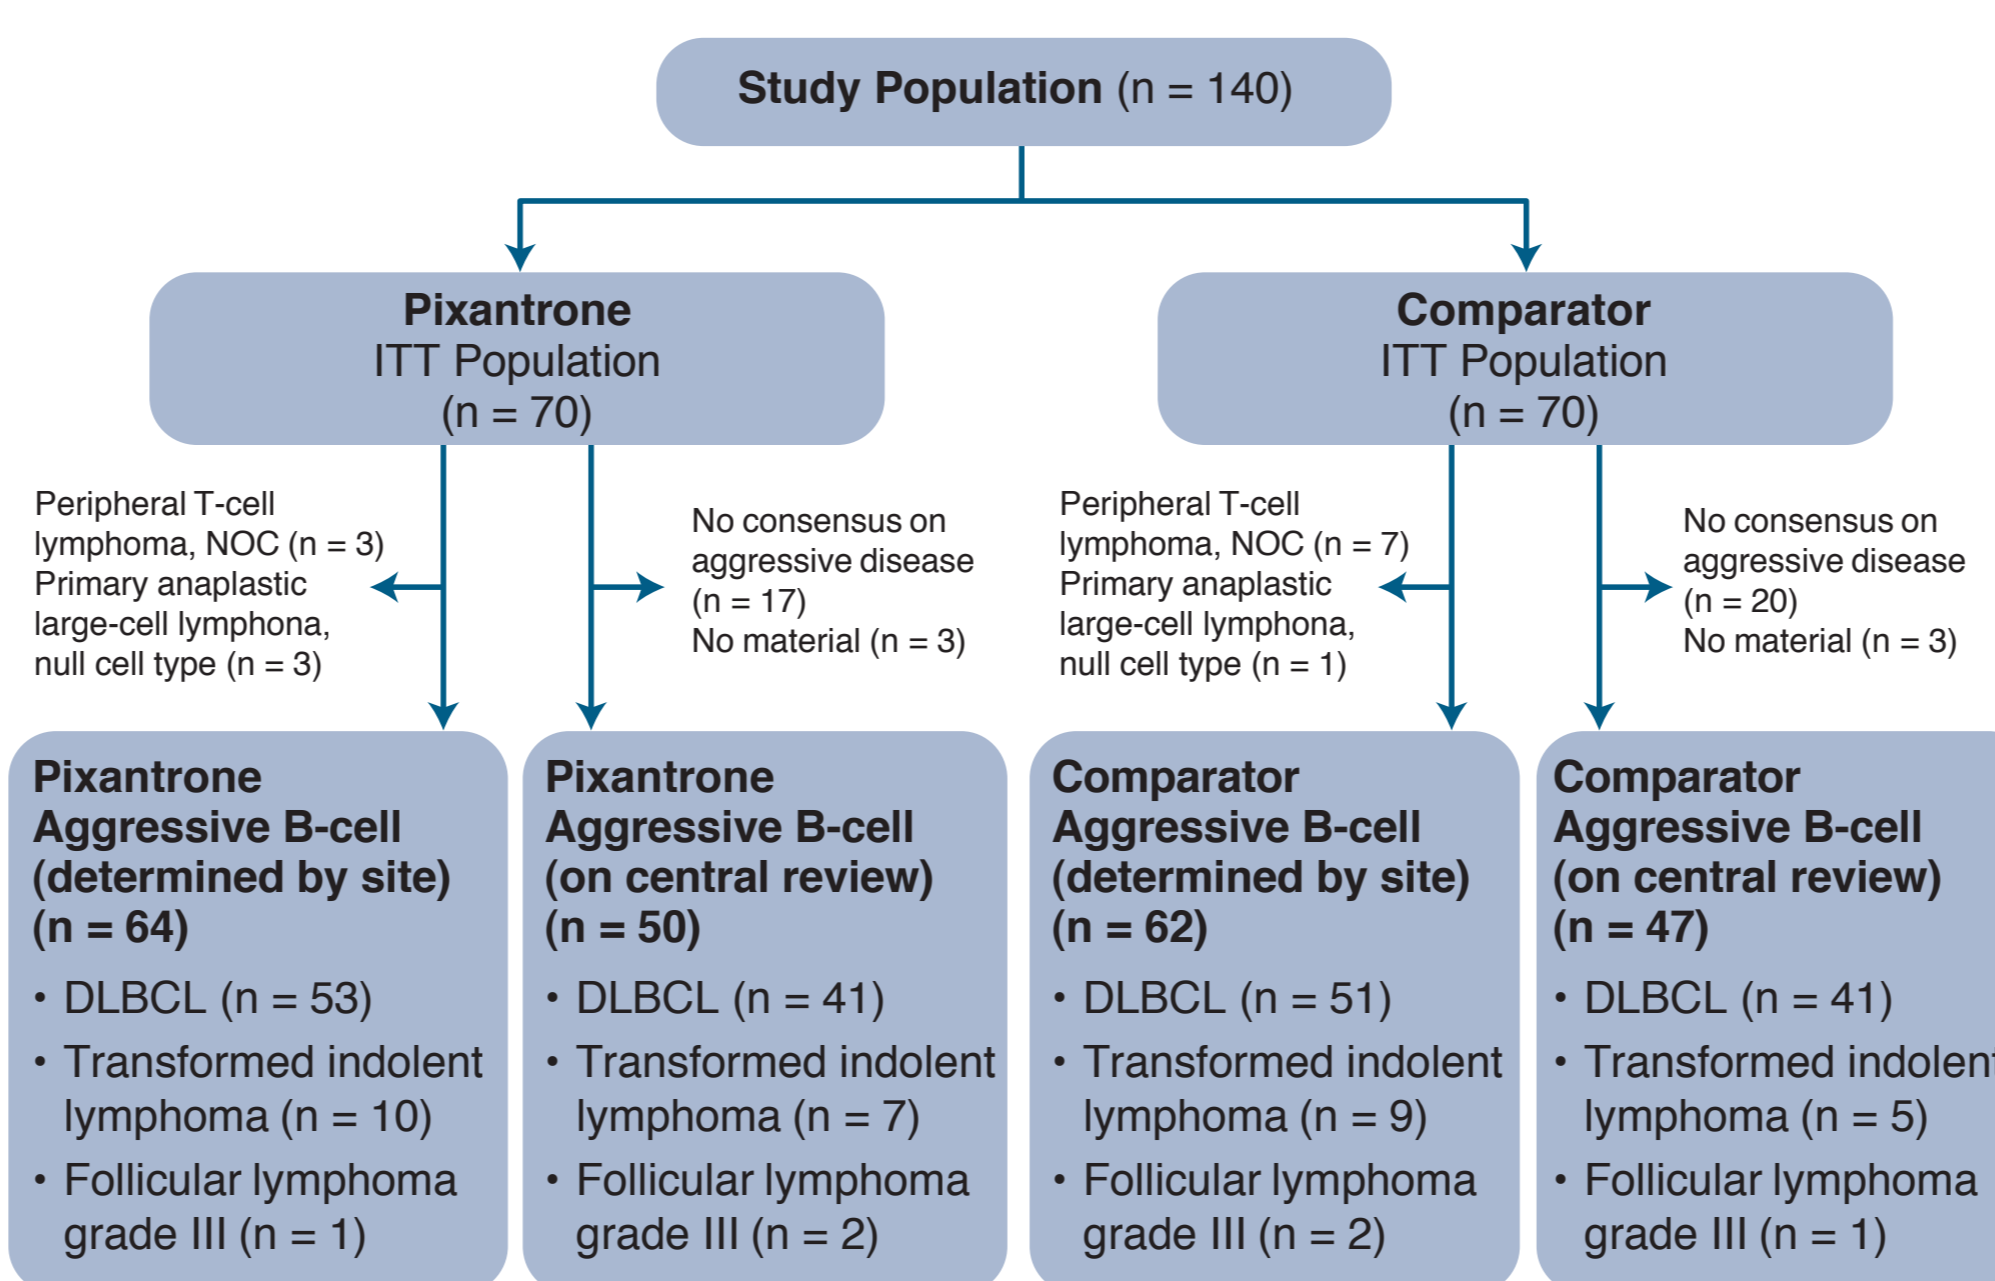 Study Population (n = 140)
Pixantrone
ITT Population
(n = 70)
Comparator
ITT Population
(n = 70)
Peripheral T-cell
lymphoma, NOC (n = 3)
Primary anaplastic
large-cell lymphona,
null cell type (n = 3)
No consensus on
aggressive disease
(n = 17)
No material (n = 3)
Peripheral T-cell
lymphoma, NOC (n = 7)
Primary anaplastic
large-cell lymphona,
null cell type (n = 1)
No consensus on
aggressive disease
(n = 20)
No material (n = 3)
Pixantrone
Aggressive B-cell
(determined by site)
(n = 64)
• DLBCL (n = 53)
• Transformed indolent
lymphoma (n = 10)
• Follicular lymphoma
grade III (n = 1)
Pixantrone
Aggressive B-cell
(on central review)
(n = 50)
• DLBCL (n = 41)
• Transformed indolent
lymphoma (n = 7)
• Follicular lymphoma
grade III (n = 2)
Comparator
Aggressive B-cell
(determined by site)
(n = 62)
• DLBCL (n = 51)
• Transformed indolent
lymphoma (n = 9)
• Follicular lymphoma
grade III (n = 2)
Comparator
Aggressive B-cell
(on central review)
(n = 47)
• DLBCL (n = 41)
• Transformed indolent
lymphoma (n = 5)
• Follicular lymphoma
grade III (n = 1)